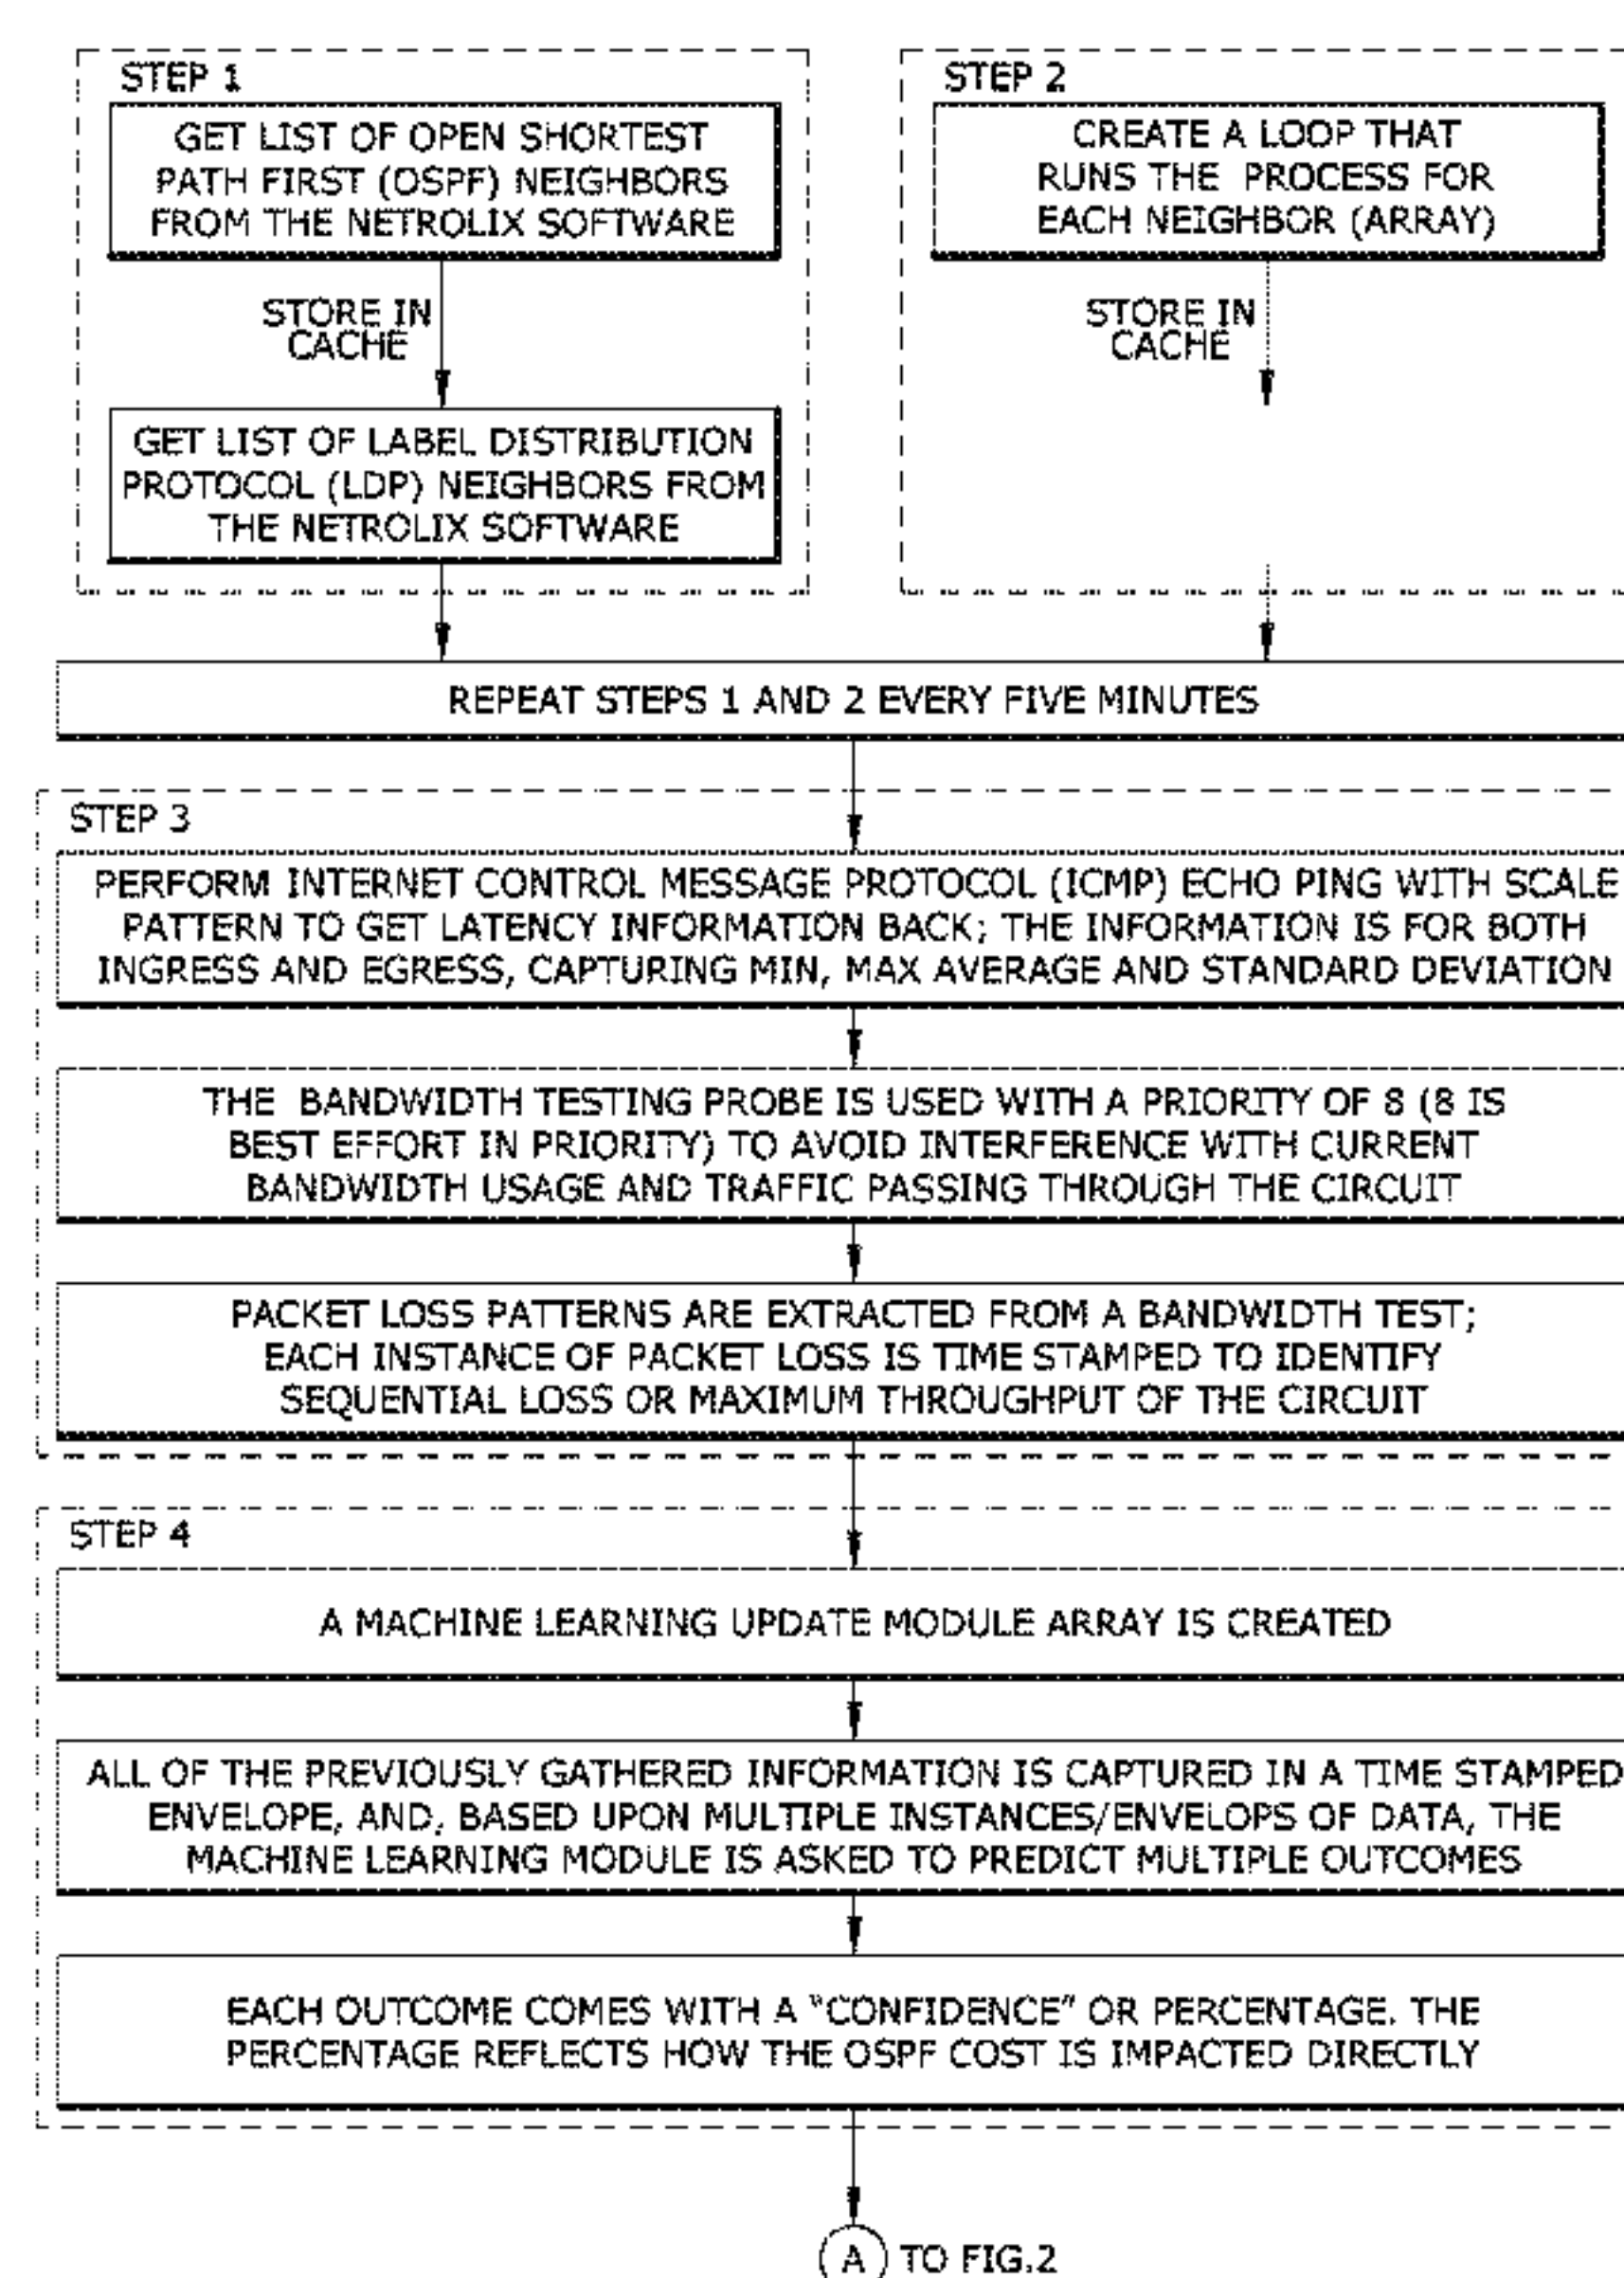 STEP 1
GET LIST OF OPEN SHORTEST
PATH FIRST (OSPF) NEIGHBORS
FROM THE NETROLIX SOFTWARE
STORE IN
CACHE
GET LIST OF LABEL DISTRIBUTION
PROTOCOL (LDP) NEIGHBORS FROM
THE NETROLIX SOFTWARE
STEP 2
CREATE A LOOP THAT
RUNS THE PROCESS FOR
EACH NEIGHBOR (ARRAY)
STORE IN
CACHE
REPEAT STEPS 1 AND 2 EVERY FIVE MINUTES
STEP 3
PERFORM INTERNET CONTROL MESSAGE PROTOCOL (ICMP) ECHO PING WITH SCALE
PATTERN TO GET LATENCY INFORMATION BACK; THE INFORMATION IS FOR BOTH
INGRESS AND EGRESS, CAPTURING MIN, MAX AVERAGE AND STANDARD DEVIATION
THE BANDWIDTH TESTING PROBE IS USED WITH A PRIORITY OF 8 (8 IS
BEST EFFORT IN PRIORITY) TO AVOID INTERFERENCE WITH CURRENT
BANDWIDTH USAGE AND TRAFFIC PASSING THROUGH THE CIRCUIT
PACKET LOSS PATTERNS ARE EXTRACTED FROM A BANDWIDTH TEST;
EACH INSTANCE OF PACKET LOSS IS TIME STAMPED TO IDENTIFY
SEQUENTIAL LOSS OR MAXIMUM THROUGHPUT OF THE CIRCUIT
STEP 4
A MACHINE LEARNING UPDATE MODULE ARRAY IS CREATED
ALL OF THE PREVIOUSLY GATHERED INFORMATION IS CAPTURED IN A TIME STAMPED
ENVELOPE, AND, BASED UPON MULTIPLE INSTANCES/ENVELOPS OF DATA, THE
MACHINE LEARNING MODULE IS ASKED TO PREDICT MULTIPLE OUTCOMES
EACH OUTCOME COMES WITH A "CONFIDENCE" OR PERCENTAGE. THE
PERCENTAGE REFLECTS HOW THE OSPF COST IS IMPACTED DIRECTLY
A TO FIG.2